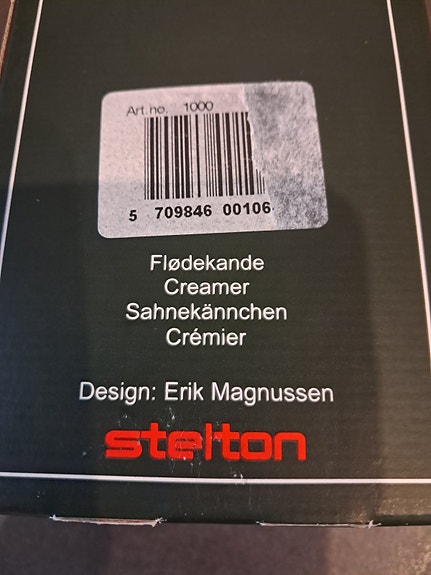 Art.no. 1000
5 709846 00106
Flødekande
Creamer
Sahnekännchen
Crémier
Design: Erik Magnussen
stelton